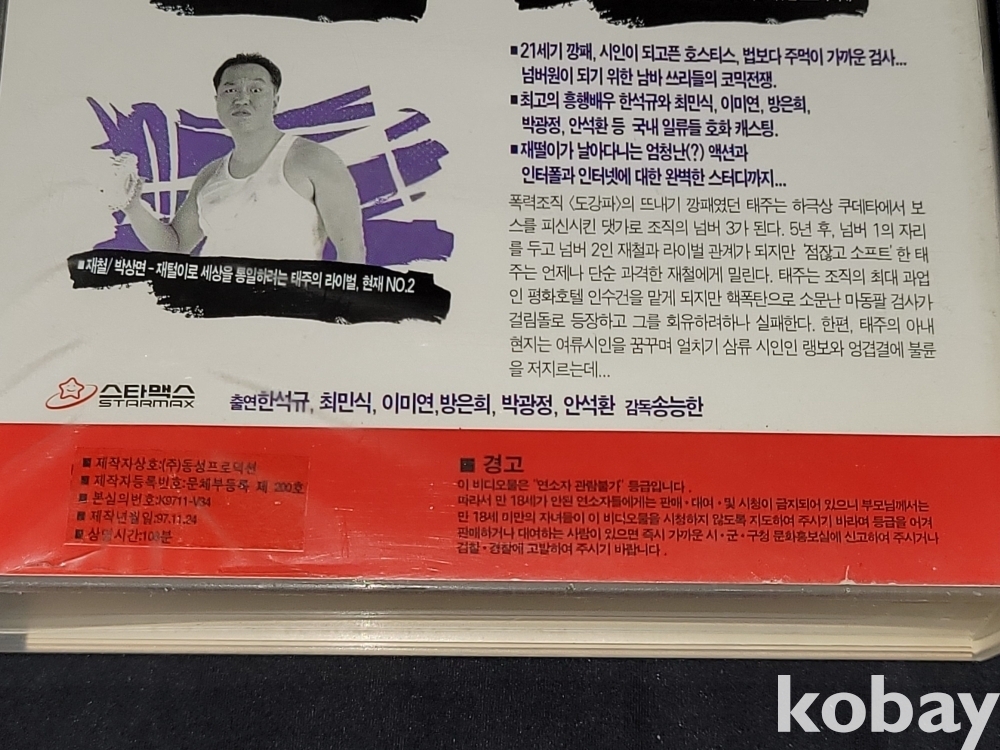 ■21세기 깡패, 시인이 되고픈 호스티스, 법보다 주먹이 가까운 검사...
넘버원이 되기 위한 남바 쓰리들의 코믹전쟁.
■최고의 흥행배우 한석규와 최민식, 이미연, 방은희,
박광정, 안석환 등 국내 일류들 호화 캐스팅.
■재떨이가 날아다니는 엄청난(?) 액션과
인터폴과 인터넷에 대한 완벽한 스터디까지...
폭력조직 〈도강파〉의 뜨내기 깡패였던 태주는 하극상 쿠데타에서 보
스를 피신시킨 댓가로 조직의 넘버 3가 된다. 5년 후, 넘버 1의 자리
를 두고 넘버 2인 재철과 라이벌 관계가 되지만 '점잖고 소프트' 한 태
주는 언제나 단순 과격한 재철에게 밀린다. 태주는 조직의 최대 과업
인 평화호텔 인수건을 맡게 되지만 핵폭탄으로 소문난 마동팔 검사가
걸림돌로 등장하고 그를 회유하려하나 실패한다. 한편, 태주의 아내
현지는 여류시인을 꿈꾸며 얼치기 삼류 시인인 랭보와 엉겹결에 불륜
을 저지르는데...
■재철/ 박상면 - 재털이로 세상을 통일하려는 태주의 라이벌, 현재 NO.2
스타맥스
STARMAX
출연한석규, 최민식, 이미연,방은희, 박광정, 안석환 감독송능한
■ 제작자상호:(주)동성프로덕션
■ 제작자등록번호:문체부등록 제 200호
■ 본심의번호:K9711-V34
■ 제작년월일:97.11.24
■ 상영시간:108분
■ 경고
이 비디오물은 "연소자 관람불가" 등급입니다.
따라서 만 18세가 안된 연소자들에게는 판매·대여·및 시청이 금지되어 있으니 부모님께서는
만 18세 미만의 자녀들이 이 비디오물을 시청하지 않도록 지도하여 주시기 바라며 등급을 어겨
판매하거나 대여하는 사람이 있으면 즉시 가까운 시·군·구청 문화홍보실에 신고하여 주시거나
검찰·경찰에 고발하여 주시기 바랍니다.
kobay